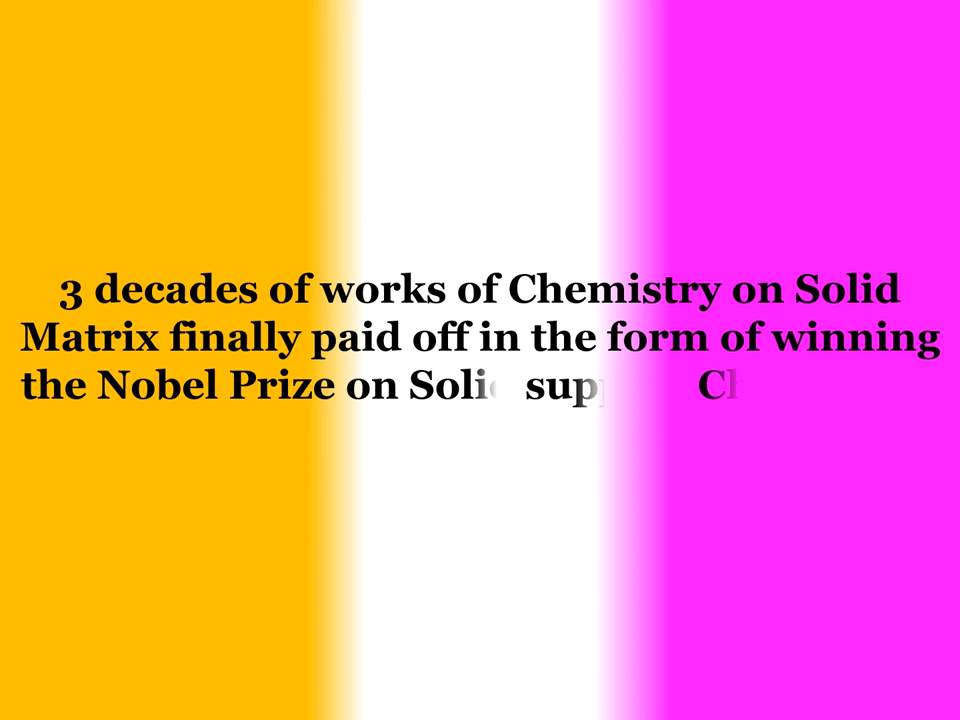 3 decades of works of Chemistry on Solid
Matrix finally paid off in the form of winning
the Nobel Prize on